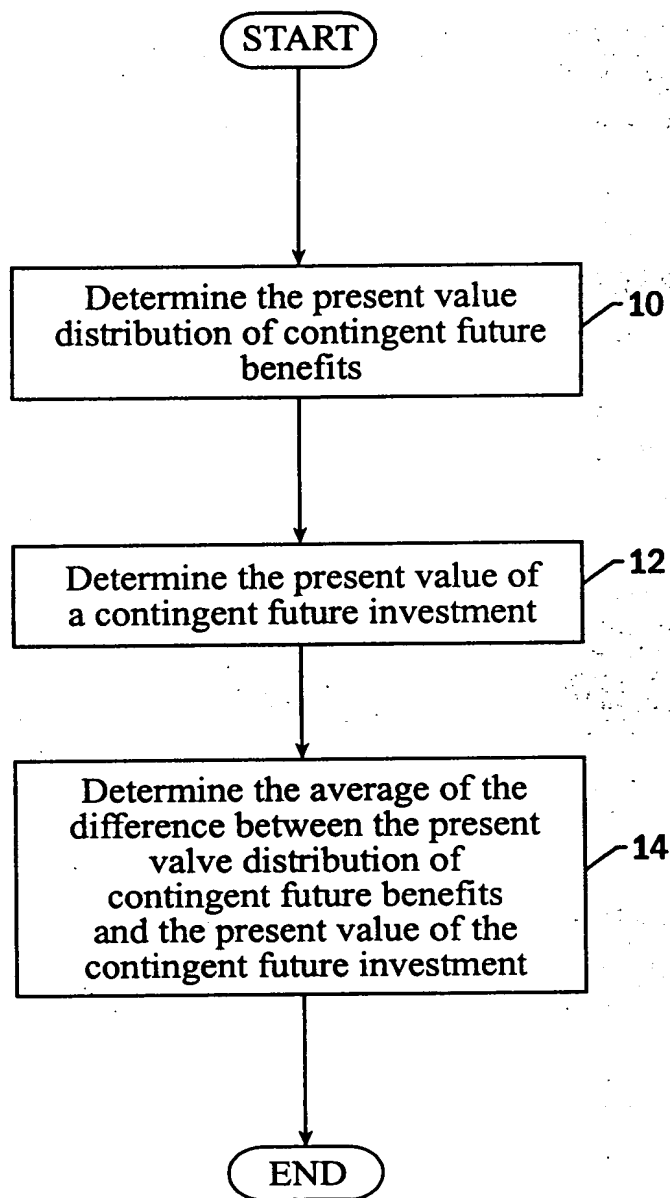 START
Determine the present value
distribution of contingent future
benefits
10
Determine the present value of
a contingent future investment
12
Determine the average of the
difference between the present
valve distribution of
contingent future benefits
and the present value of the
contingent future investment
14
END